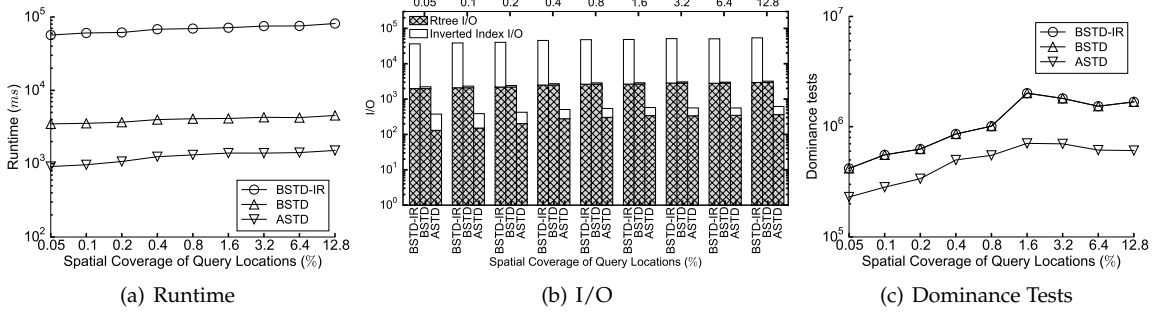 10^5
10^4
10^3
10^2
Runtime (ms)
BSTD-IR
BSTD
ASTD
0.05 0.1 0.2 0.4 0.8 1.6 3.2 6.4 12.8
Spatial Coverage of Query Locations (%)
(a) Runtime
0.05 0.1 0.2 0.4 0.8 1.6 3.2 6.4 12.8
Rtree I/O
Inverted Index I/O
10^5
10^4
10^3
10^2
10^1
10^0
I/O
BSTD-IR BSTD ASTD BSTD-IR BSTD ASTD BSTD-IR BSTD ASTD BSTD-IR BSTD ASTD BSTD-IR BSTD ASTD BSTD-IR BSTD ASTD BSTD-IR BSTD ASTD BSTD-IR BSTD ASTD BSTD-IR BSTD ASTD
Spatial Coverage of Query Locations (%)
(b) I/O
10^7
10^6
10^5
Dominance tests
BSTD-IR
BSTD
ASTD
0.05 0.1 0.2 0.4 0.8 1.6 3.2 6.4 12.8
Spatial Coverage of Query Locations (%)
(c) Dominance Tests